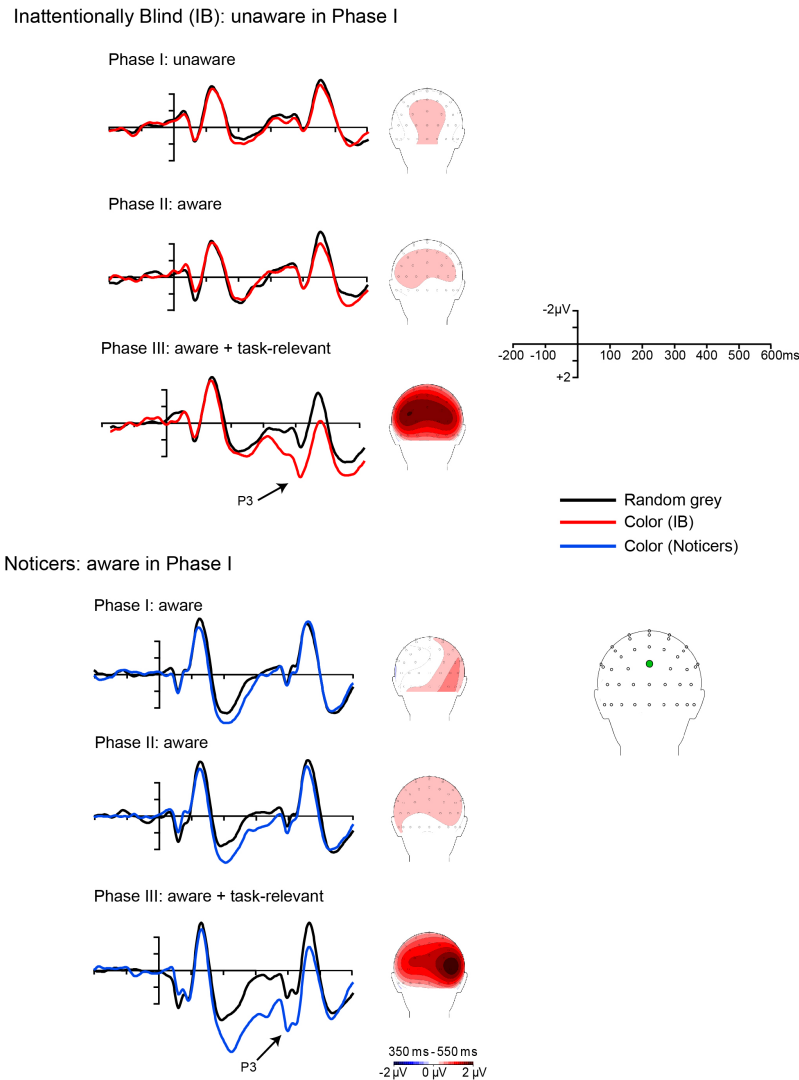 Inattentionally Blind (IB): unaware in Phase I
Phase I: unaware
Phase II: aware
Phase III: aware + task-relevant
P3
-2µV
-200 -100 100 200 300 400 500 600ms
+2
Random grey
Color (IB)
Color (Noticers)
Noticers: aware in Phase I
Phase I: aware
Phase II: aware
Phase III: aware + task-relevant
P3
350 ms - 550 ms
-2 µV 0 µV 2 µV